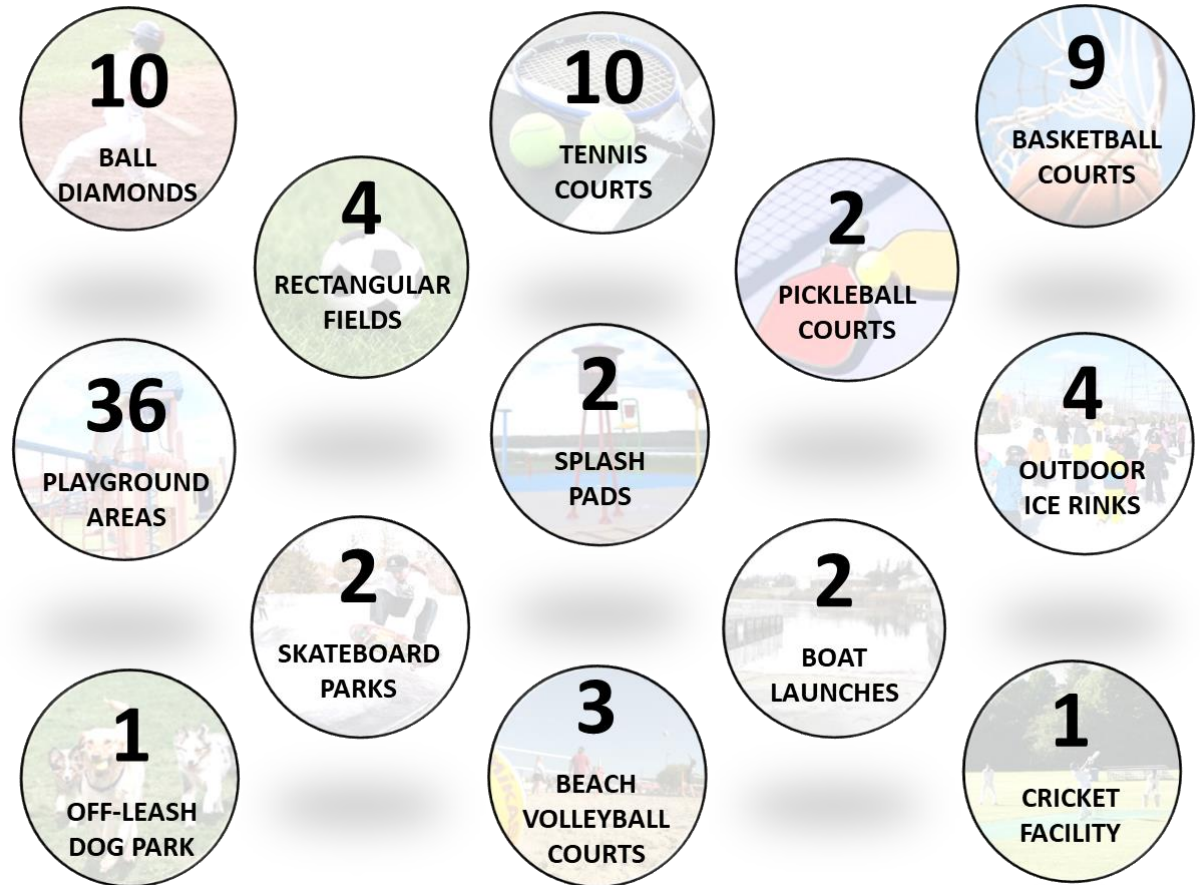 10
BALL
DIAMONDS
10
TENNIS
COURTS
9
BASKETBALL
COURTS
4
RECTANGULAR
FIELDS
2
PICKLEBALL
COURTS
36
PLAYGROUND
AREAS
2
SPLASH
PADS
4
OUTDOOR
ICE RINKS
2
SKATEBOARD
PARKS
2
BOAT
LAUNCHES
1
OFF-LEASH
DOG PARK
3
BEACH
VOLLEYBALL
COURTS
1
CRICKET
FACILITY